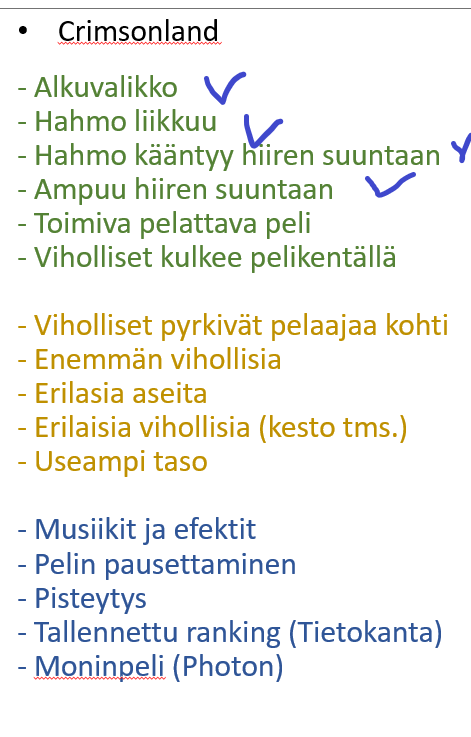 • Crimsonland
- Alkuvalikko
- Hahmo liikkuu
- Hahmo kääntyy hiiren suuntaan
- Ampuu hiiren suuntaan
- Toimiva pelattava peli
- Viholliset kulkee pelikentällä
- Viholliset pyrkivät pelaajaa kohti
- Enemmän vihollisia
- Erilasia aseita
- Erilaisia vihollisia (kesto tms.)
- Useampi taso
- Musiikit ja efektit
- Pelin pausettaminen
- Pisteytys
- Tallennettu ranking (Tietokanta)
- Moninpeli (Photon)